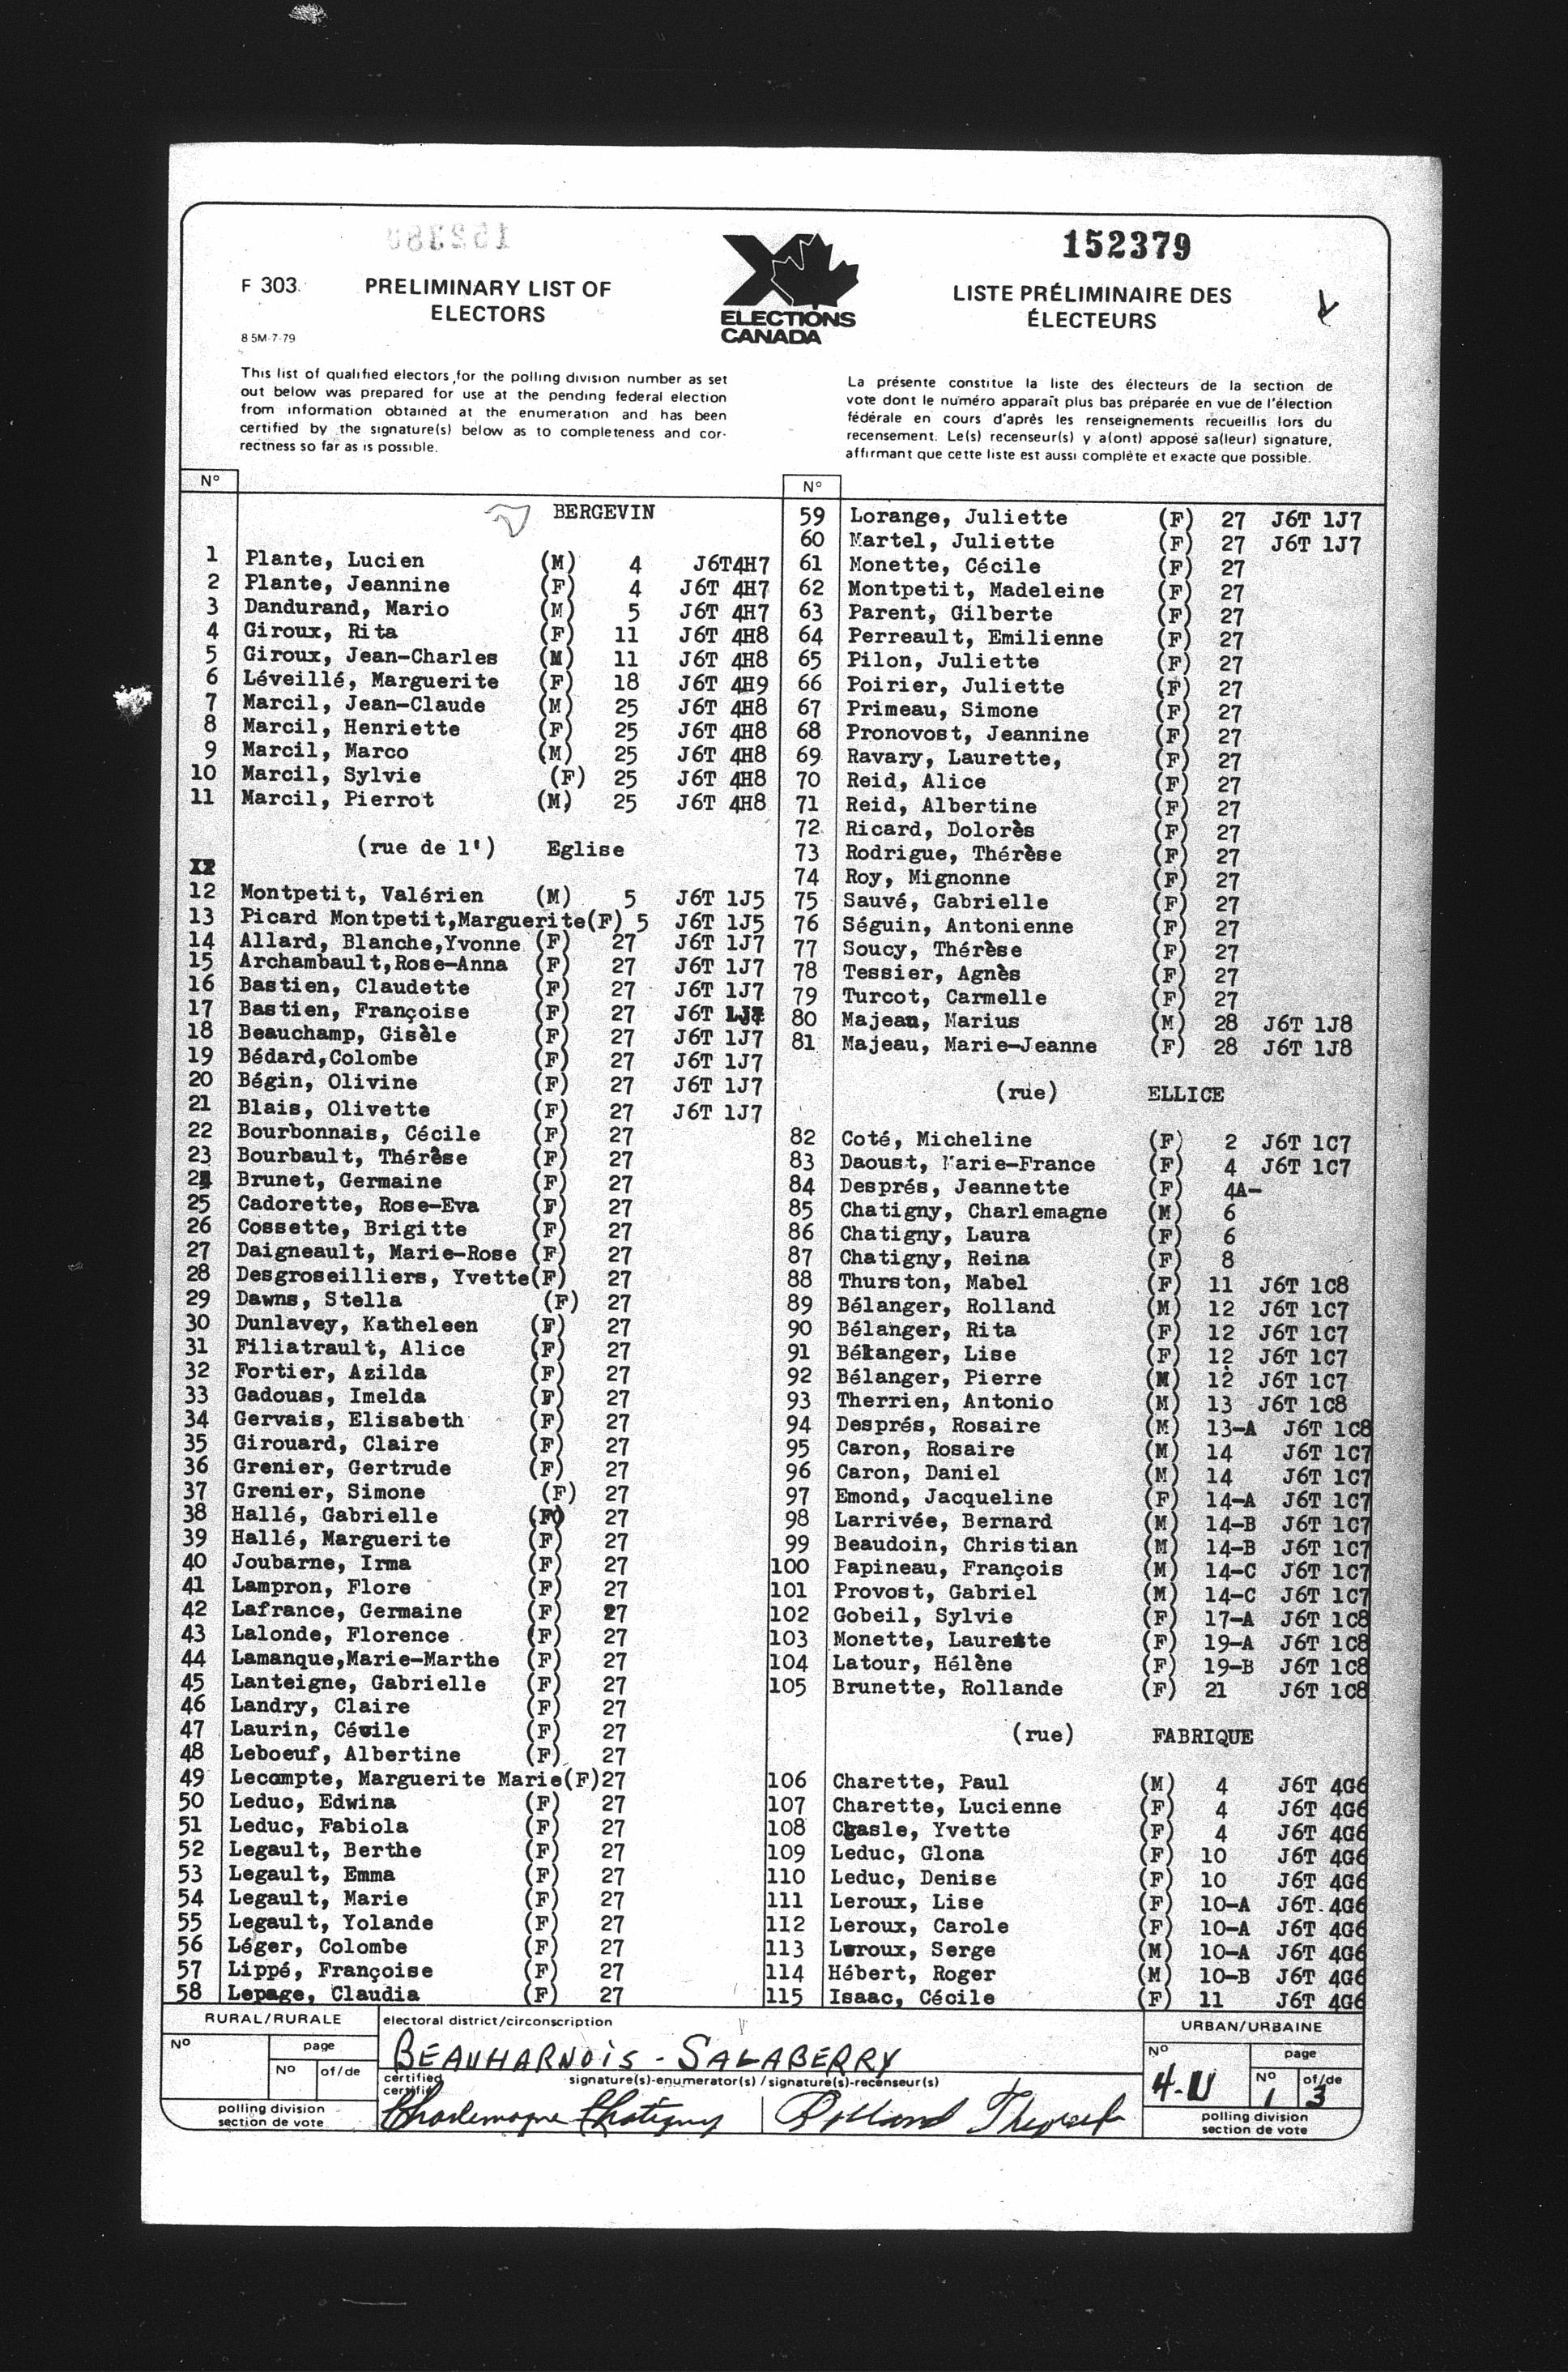 152379
F 303
PRELIMINARY LIST OF
ELECTORS
8 5M-7-79
ELECTIONS
CANADA
LISTE PRÉLIMINAIRE DES
ÉLECTEURS
This list of qualified electors for the polling division number as set
out below was prepared for use at the pending federal election
from information obtained at the enumeration and has been
certified by the signature(s) below as to completeness and cor-
rectness so far as is possible.
La présente constitue la liste des électeurs de la section de
vote dont le numéro apparaît plus bas préparée en vue de l'élection
fédérale en cours d'après les renseignements recueillis lors du
recensement. Le(s) recenseur(s) y a(ont) apposé sa(leur) signature,
affirmant que cette liste est aussi complète et exacte que possible.
N°
BERGEVIN
1 Plante, Lucien (M) 4 J6T4H7
2 Plante, Jeannine (F) 4 J6T 4H7
3 Dandurand, Mario (M) 5 J6T 4H7
4 Giroux, Rita (F) 11 J6T 4H8
5 Giroux, Jean-Charles (M) 11 J6T 4H8
6 Léveillé, Marguerite (F) 18 J6T 4H9
7 Marcil, Jean-Claude (M) 25 J6T 4H8
8 Marcil, Henriette (F) 25 J6T 4H8
9 Marcil, Marco (M) 25 J6T 4H8
10 Marcil, Sylvie (F) 25 J6T 4H8
11 Marcil, Pierrot (M) 25 J6T 4H8
(rue de l') Eglise
12 Montpetit, Valérien (M) 5 J6T 1J5
13 Picard Montpetit,Marguerite(F) 5 J6T 1J5
14 Allard, Blanche,Yvonne (F) 27 J6T 1J7
15 Archambault,Rose-Anna (F) 27 J6T 1J7
16 Bastien, Claudette (F) 27 J6T 1J7
17 Bastien, Françoise (F) 27 J6T 1J7
18 Beauchamp, Gisèle (F) 27 J6T 1J7
19 Bédard,Colombe (F) 27 J6T 1J7
20 Bégin, Olivine (F) 27 J6T 1J7
21 Blais, Olivette (F) 27 J6T 1J7
22 Bourbonnais, Cécile (F) 27
23 Bourbault, Thérèse (F) 27
24 Brunet, Germaine (F) 27
25 Cadorette, Rose-Eva (F) 27
26 Cossette, Brigitte (F) 27
27 Daigneault, Marie-Rose (F) 27
28 Desgroseilliers, Yvette(F) 27
29 Dawns, Stella (F) 27
30 Dunlavey, Katheleen (F) 27
31 Filiatrault, Alice (F) 27
32 Fortier, Azilda (F) 27
33 Gadouas, Imelda (F) 27
34 Gervais, Elisabeth (F) 27
35 Girouard, Claire (F) 27
36 Grenier, Gertrude (F) 27
37 Grenier, Simone (F) 27
38 Hallé, Gabrielle (F) 27
39 Hallé, Marguerite (F) 27
40 Joubarne, Irma (F) 27
41 Lampron, Flore (F) 27
42 Lafrance, Germaine (F) 27
43 Lalonde, Florence (F) 27
44 Lamanque,Marie-Marthe (F) 27
45 Lanteigne, Gabrielle (F) 27
46 Landry, Claire (F) 27
47 Laurin, Cécile (F) 27
48 Leboeuf, Albertine (F) 27
49 Lecompte, Marguerite Marie(F)27
50 Leduc, Edwina (F) 27
51 Leduc, Fabiola (F) 27
52 Legault, Berthe (F) 27
53 Legault, Emma (F) 27
54 Legault, Marie (F) 27
55 Legault, Yolande (F) 27
56 Léger, Colombe (F) 27
57 Lippé, Françoise (F) 27
58 Lepage, Claudia (F) 27
N°
59 Lorange, Juliette (F) 27 J6T 1J7
60 Martel, Juliette (F) 27 J6T 1J7
61 Monette, Cécile (F) 27
62 Montpetit, Madeleine (F) 27
63 Parent, Gilberte (F) 27
64 Perreault, Emilienne (F) 27
65 Pilon, Juliette (F) 27
66 Poirier, Juliette (F) 27
67 Primeau, Simone (F) 27
68 Pronovost, Jeannine (F) 27
69 Ravary, Laurette, (F) 27
70 Reid, Alice (F) 27
71 Reid, Albertine (F) 27
72 Ricard, Dolorès (F) 27
73 Rodrigue, Thérèse (F) 27
74 Roy, Mignonne (F) 27
75 Sauvé, Gabrielle (F) 27
76 Séguin, Antonienne (F) 27
77 Soucy, Thérèse (F) 27
78 Tessier, Agnès (F) 27
79 Turcot, Carmelle (F) 27
80 Majeau, Marius (M) 28 J6T 1J8
81 Majeau, Marie-Jeanne (F) 28 J6T 1J8
(rue) ELLICE
82 Coté, Micheline (F) 2 J6T 1C7
83 Daoust, Marie-France (F) 4 J6T 1C7
84 Després, Jeannette (F) 4A-
85 Chatigny, Charlemagne (M) 6
86 Chatigny, Laura (F) 6
87 Chatigny, Reina (F) 8
88 Thurston, Mabel (F) 11 J6T 1C8
89 Bélanger, Rolland (M) 12 J6T 1C7
90 Bélanger, Rita (F) 12 J6T 1C7
91 Bélanger, Lise (F) 12 J6T 1C7
92 Bélanger, Pierre (M) 12 J6T 1C7
93 Therrien, Antonio (M) 13 J6T 1C8
94 Després, Rosaire (M) 13-A J6T 1C8
95 Caron, Rosaire (M) 14 J6T 1C7
96 Caron, Daniel (M) 14 J6T 1C7
97 Emond, Jacqueline (F) 14-A J6T 1C7
98 Larrivée, Bernard (M) 14-B J6T 1C7
99 Beaudoin, Christian (M) 14-B J6T 1C7
100 Papineau, François (M) 14-C J6T 1C7
101 Provost, Gabriel (M) 14-C J6T 1C7
102 Gobeil, Sylvie (F) 17-A J6T 1C8
103 Monette, Laurette (F) 19-A J6T 1C8
104 Latour, Hélène (F) 19-B J6T 1C8
105 Brunette, Rollande (F) 21 J6T 1C8
(rue) FABRIQUE
106 Charette, Paul (M) 4 J6T 4G6
107 Charette, Lucienne (F) 4 J6T 4G6
108 Chasle, Yvette (F) 4 J6T 4G6
109 Leduc, Glona (F) 10 J6T 4G6
110 Leduc, Denise (F) 10 J6T 4G6
111 Leroux, Lise (F) 10-A J6T 4G6
112 Leroux, Carole (F) 10-A J6T 4G6
113 Leroux, Serge (M) 10-A J6T 4G6
114 Hébert, Roger (M) 10-B J6T 4G6
115 Isaac, Cécile (F) 11 J6T 4G6
RURAL/RURALE
N°
page
N° of/de
polling division
section de vote
electoral district/circonscription
BEAUHARNOIS - SALABERRY
certified
certifié
signature(s)-enumerator(s) / signature(s)-recenseur(s)
Charlemagne Chatigny
Rolland
URBAN/URBAINE
N° page
4-U N° 1 of/de 3
polling division
section de vote